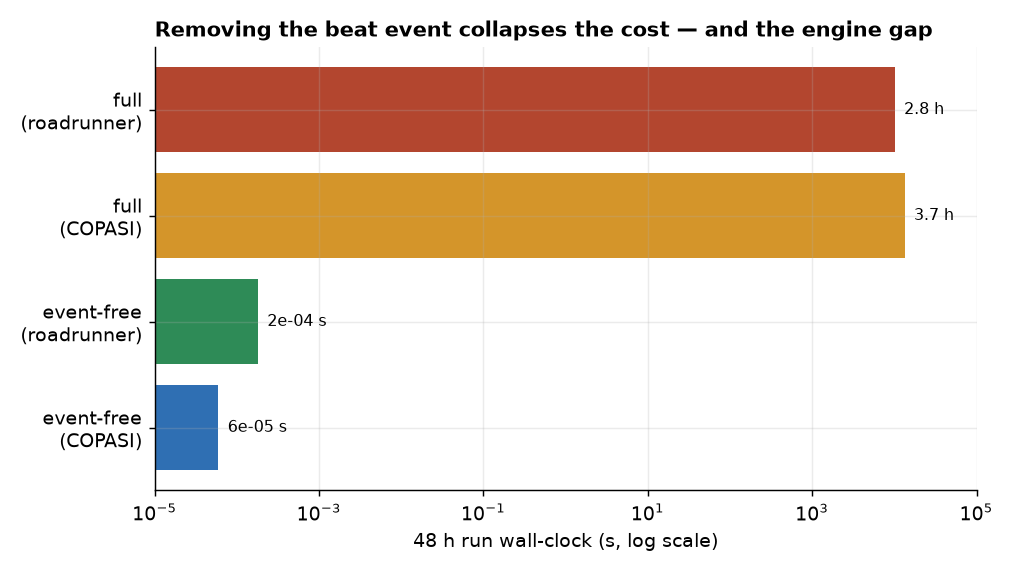 Removing the beat event collapses the cost — and the engine gap
full
(roadrunner)
2.8 h
full
(COPASI)
3.7 h
event-free
(roadrunner)
2e-04 s
event-free
(COPASI)
6e-05 s
10⁻⁵ 10⁻³ 10⁻¹ 10¹ 10³ 10⁵
48 h run wall-clock (s, log scale)